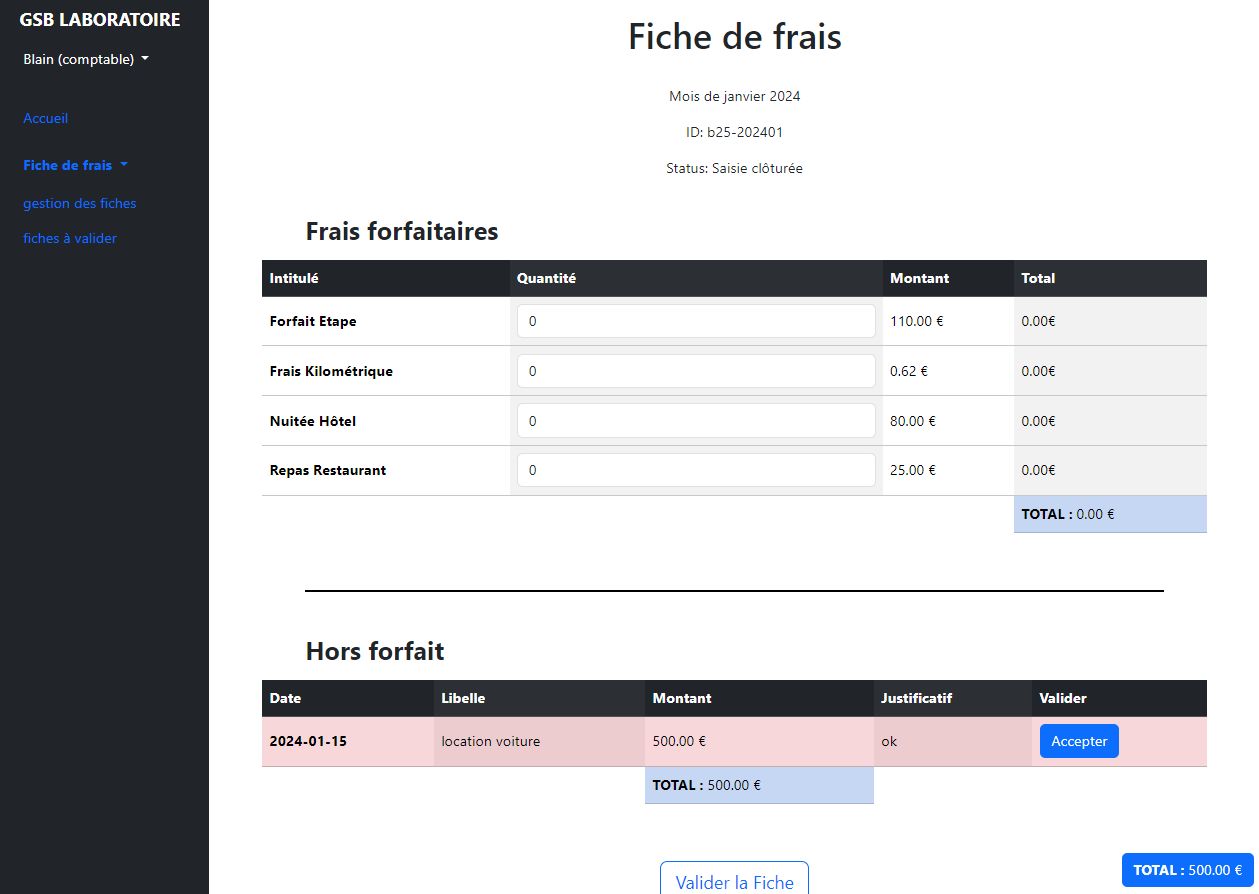 GSB LABORATOIRE
Blain (comptable)
Accueil
Fiche de frais
gestion des fiches
fiches à valider
Fiche de frais
Mois de janvier 2024
ID: b25-202401
Status: Saisie clôturée
Frais forfaitaires
Intitulé Quantité Montant Total
Forfait Etape 0 110.00 € 0.00€
Frais Kilométrique 0 0.62 € 0.00€
Nuitée Hôtel 0 80.00 € 0.00€
Repas Restaurant 0 25.00 € 0.00€
TOTAL : 0.00 €
Hors forfait
Date Libelle Montant Justificatif Valider
2024-01-15 location voiture 500.00 € ok Accepter
TOTAL : 500.00 €
Valider la Fiche
TOTAL : 500.00 €